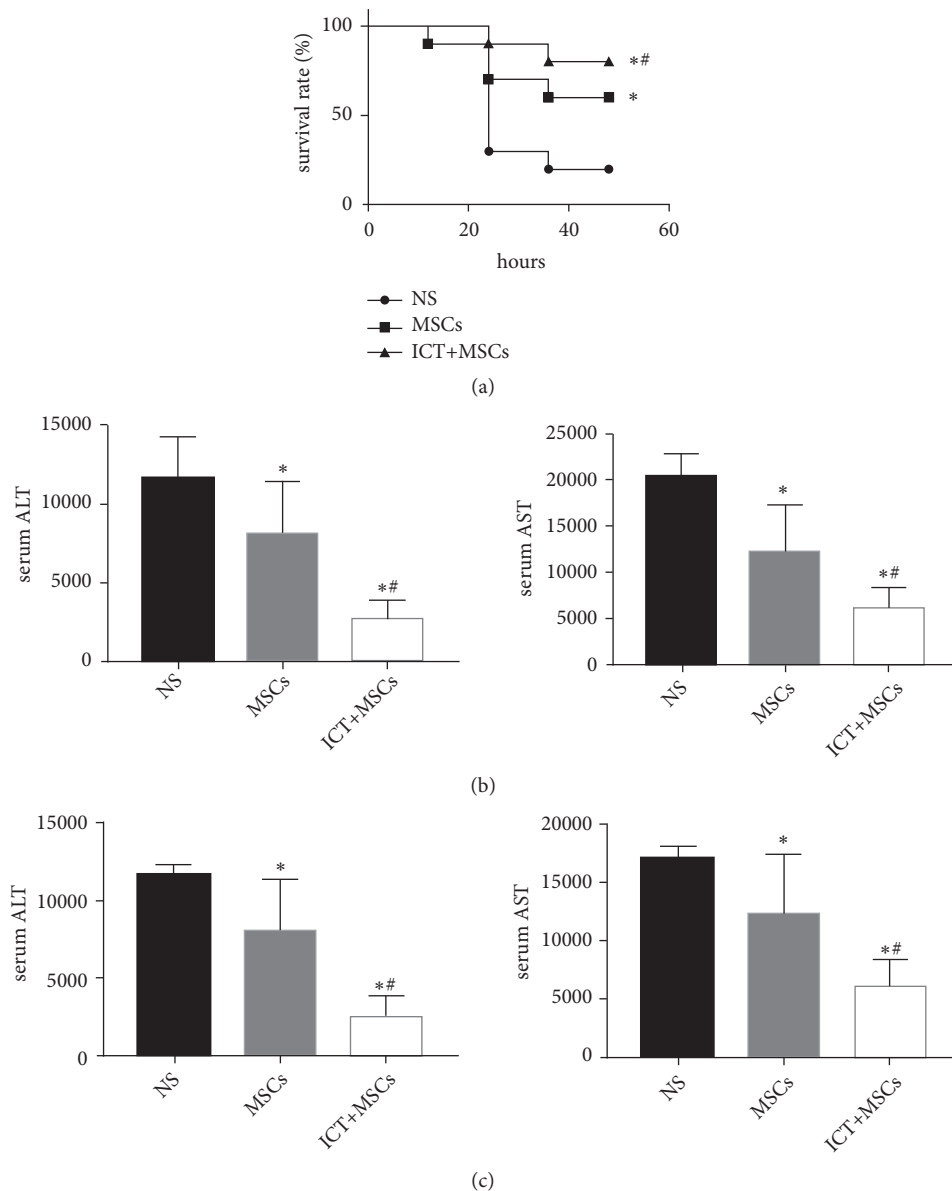 100
50
0
survival rate (%)
*#
*
0 20 40 60
hours
NS
MSCs
ICT+MSCs
(a)
15000
10000
5000
0
serum ALT
*
*#
NS MSCs ICT+MSCs
25000
20000
15000
10000
5000
0
serum AST
*
*#
NS MSCs ICT+MSCs
(b)
15000
10000
5000
0
serum ALT
*
*#
NS MSCs ICT+MSCs
20000
15000
10000
5000
0
serum AST
*
*#
NS MSCs ICT+MSCs
(c)